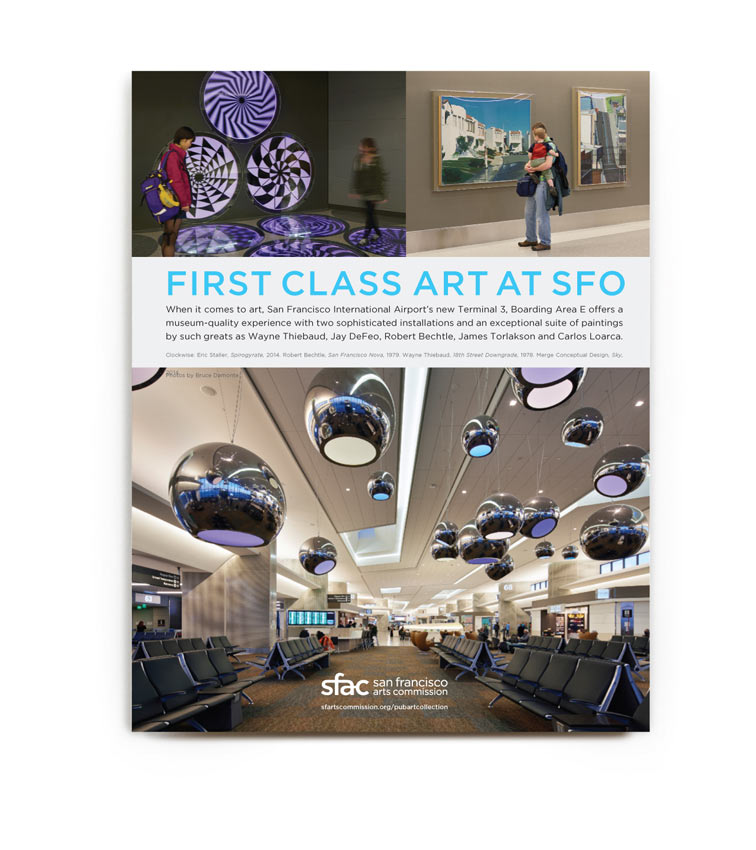 FIRST CLASS ART AT SFO
When it comes to art, San Francisco International Airport's new Terminal 3, Boarding Area E offers a
museum-quality experience with two sophisticated installations and an exceptional suite of paintings
by such greats as Wayne Thiebaud, Jay DeFeo, Robert Bechtle, James Torlakson and Carlos Loarca.
Clockwise: Eric Staller, Spirogyrate, 2014. Robert Bechtle, San Francisco Nova, 1979. Wayne Thiebaud, 18th Street Downgrade, 1978. Merge Conceptual Design, Sky,
Photos by Bruce Damonte
sfac san francisco
arts commission
sfartscommission.org/pubartcollection